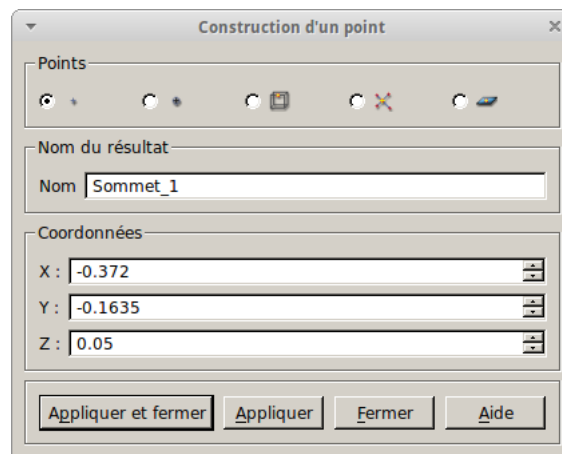 Construction d'un point
Points
Nom du résultat
Nom Sommet_1
Coordonnées
X : -0.372
Y : -0.1635
Z : 0.05
Appliquer et fermer Appliquer Fermer Aide